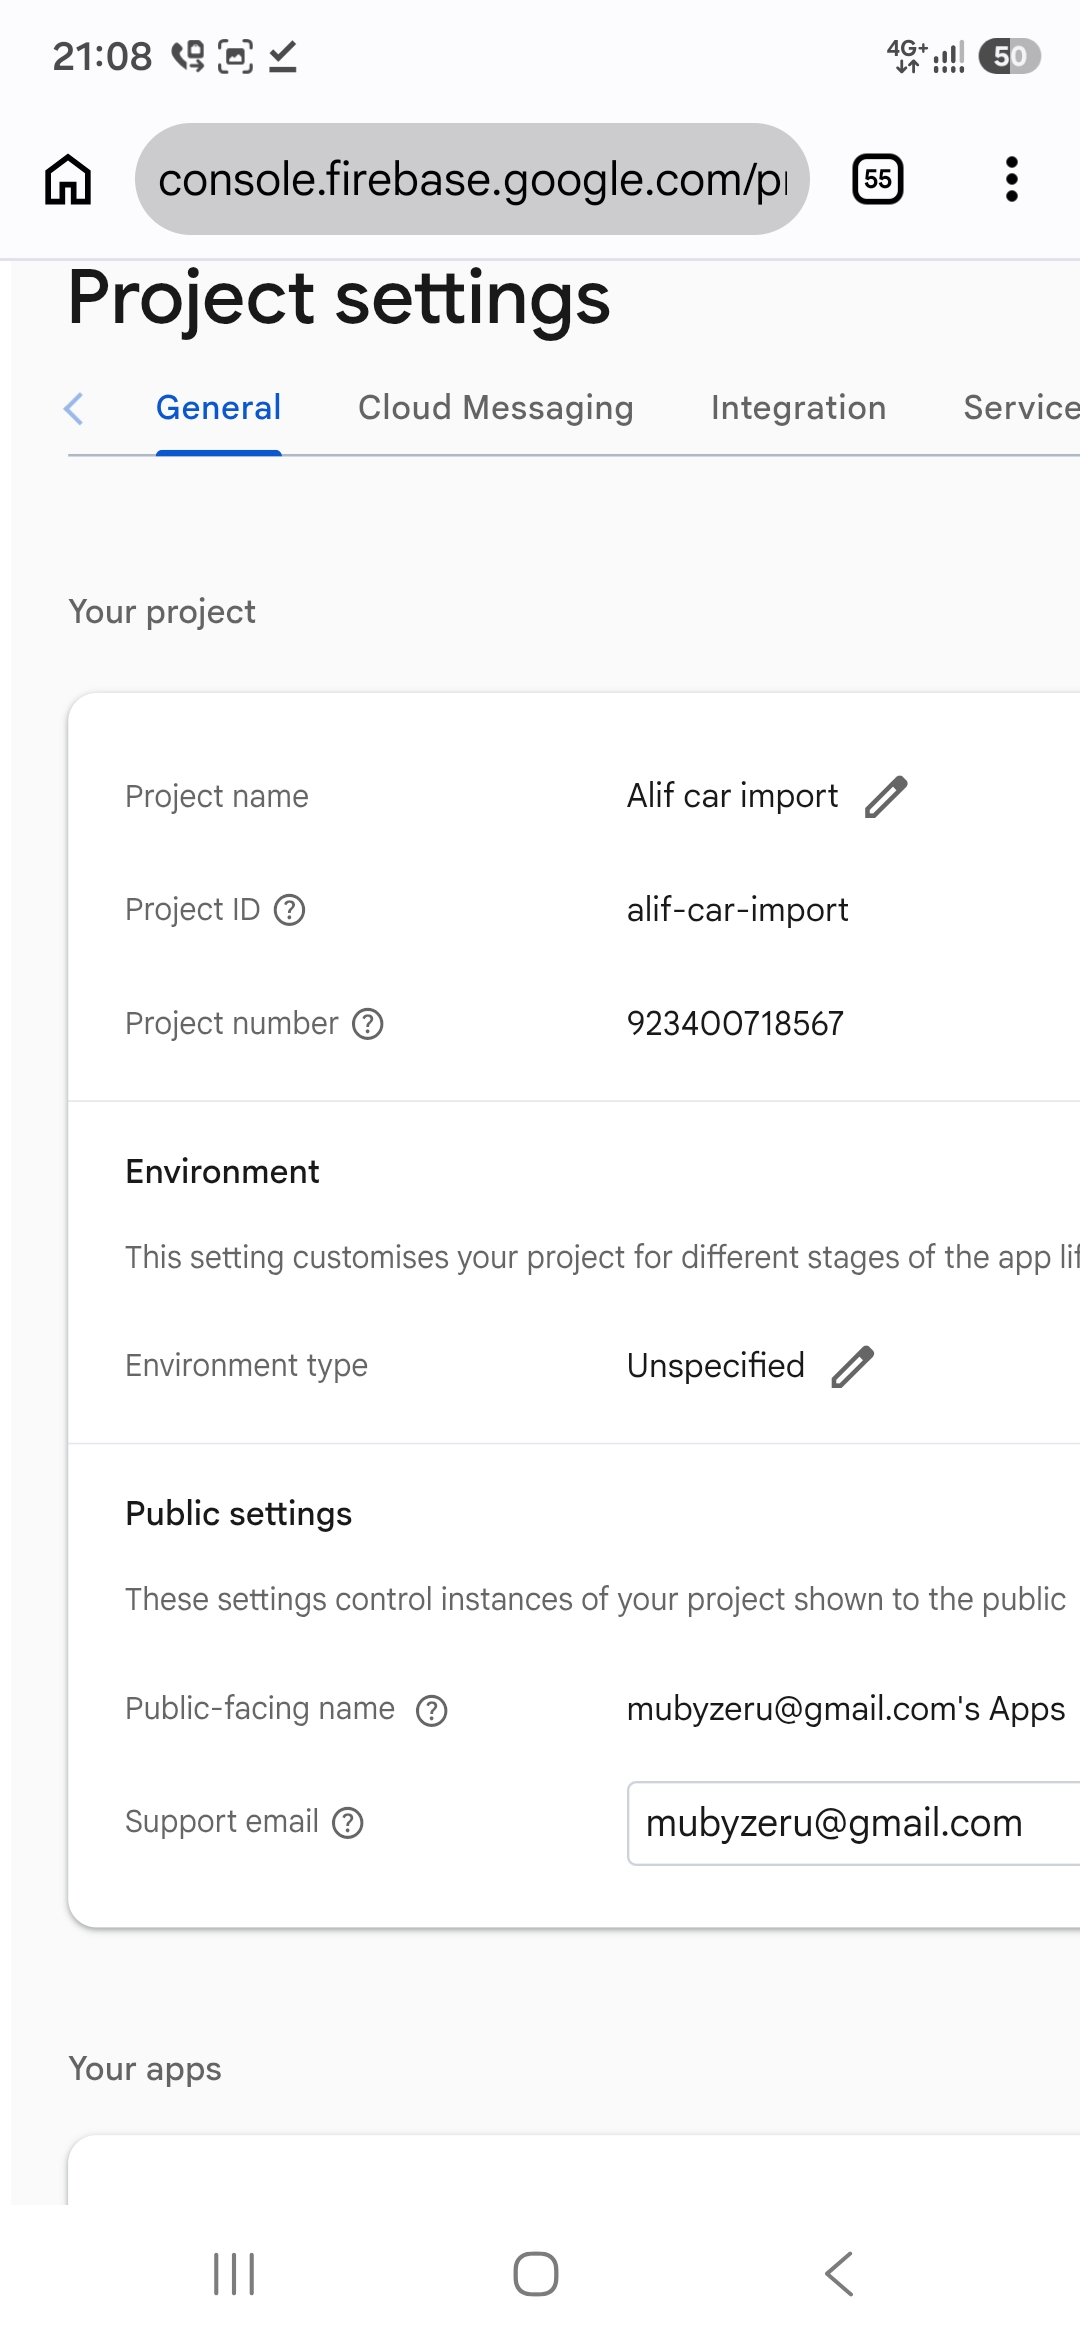 21:08
4G+
50
console.firebase.google.com/pr
55
Project settings
General
Cloud Messaging
Integration
Service
Your project
Project name
Alif car import
Project ID
alif-car-import
Project number
923400718567
Environment
This setting customises your project for different stages of the app lif
Environment type
Unspecified
Public settings
These settings control instances of your project shown to the public
Public-facing name
mubyzeru@gmail.com's Apps
Support email
mubyzeru@gmail.com
Your apps